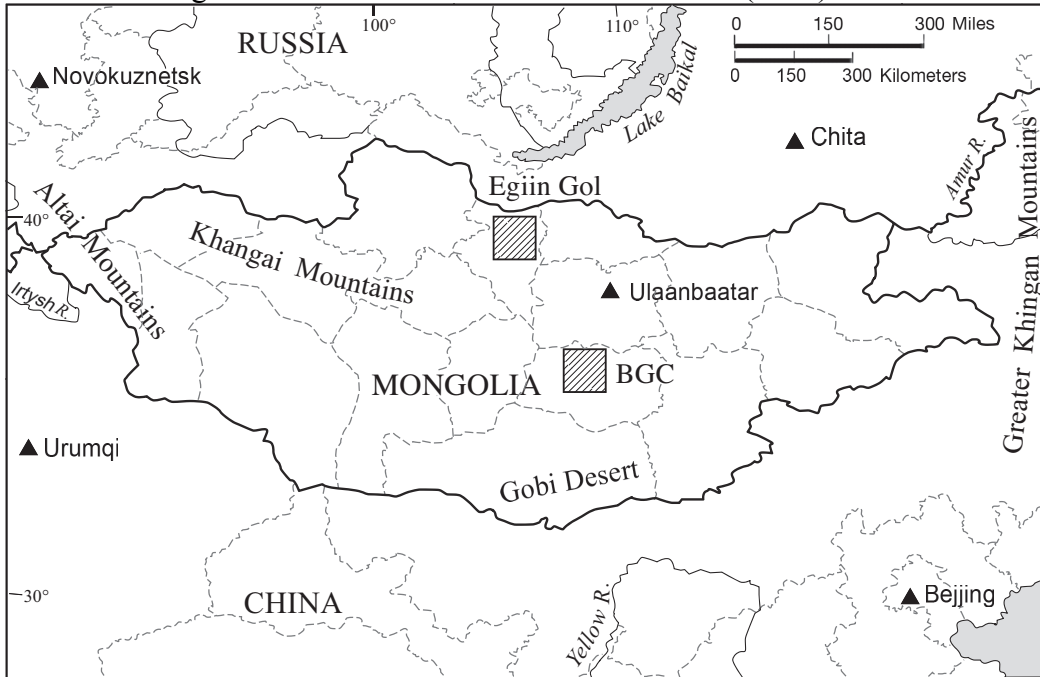 100°
110°
0 150 300 Miles
0 150 300 Kilometers
RUSSIA
Novokuznetsk
Lake Baikal
Chita
Amur R.
Greater Khingan Mountains
Egiin Gol
40°
Altai Mountains
Khangai Mountains
Irtysh R.
Ulaanbaatar
MONGOLIA
BGC
Urumqi
Gobi Desert
30°
CHINA
Yellow R.
Bejjing